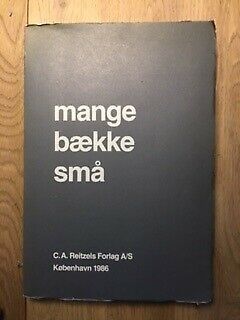 mange
bække
små
C.A. Reitzels Forlag A/S
København 1986